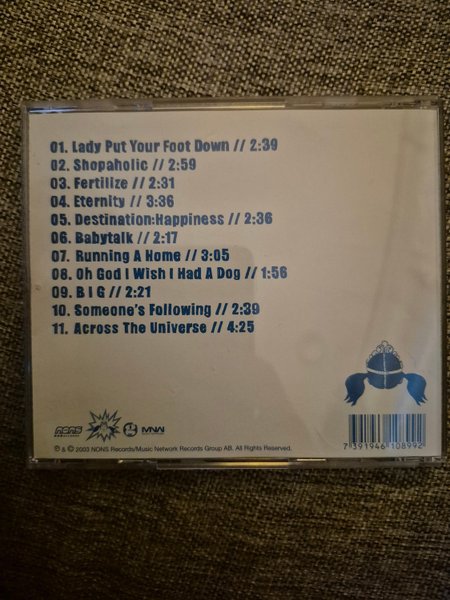 01. Lady Put Your Foot Down // 2:39
02. Shopaholic // 2:59
03. Fertilize // 2:31
04. Eternity // 3:36
05. Destination:Happiness // 2:36
06. Babytalk // 2:17
07. Running A Home // 3:05
08. Oh God I Wish I Had A Dog // 1:56
09. B I G // 2:21
10. Someone's Following // 2:39
11. Across The Universe // 4:25
NONS
MNW
7 391946 108992
℗ & © 2003 NONS Records/Music Network Records Group AB. All Rights Reserved.